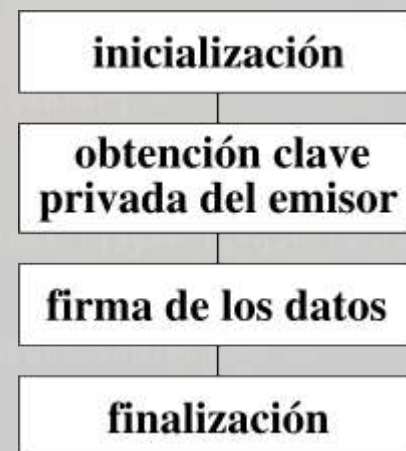 inicialización
obtención clave
privada del emisor
firma de los datos
finalización